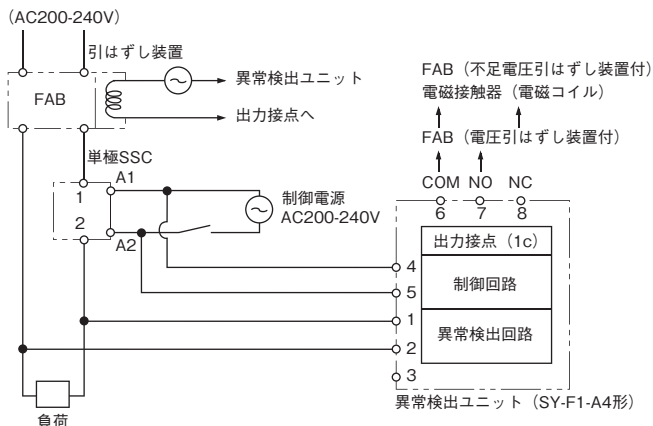 (AC200-240V)
引はずし装置
FAB
異常検出ユニット
出力接点へ
単極SSC
1
2
A1
A2
制御電源
AC200-240V
FAB（不足電圧引はずし装置付）
電磁接触器（電磁コイル）
FAB（電圧引はずし装置付）
COM NO NC
6 7 8
出力接点（1c）
4
制御回路
5
1
異常検出回路
2
3
異常検出ユニット（SY-F1-A4形）
負荷